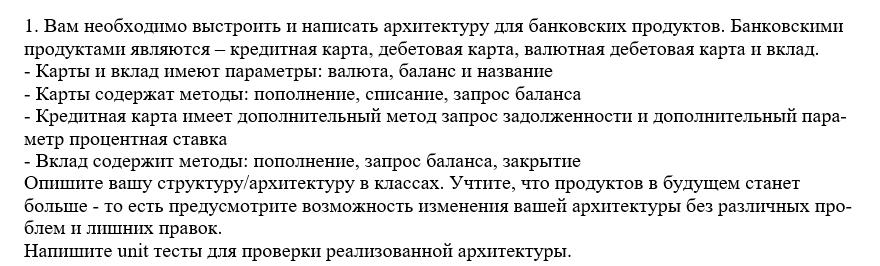 1. Вам необходимо выстроить и написать архитектуру для банковских продуктов. Банковскими
продуктами являются – кредитная карта, дебетовая карта, валютная дебетовая карта и вклад.
- Карты и вклад имеют параметры: валюта, баланс и название
- Карты содержат методы: пополнение, списание, запрос баланса
- Кредитная карта имеет дополнительный метод запрос задолженности и дополнительный пара-
метр процентная ставка
- Вклад содержит методы: пополнение, запрос баланса, закрытие
Опишите вашу структуру/архитектуру в классах. Учтите, что продуктов в будущем станет
больше - то есть предусмотрите возможность изменения вашей архитектуры без различных про-
блем и лишних правок.
Напишите unit тесты для проверки реализованной архитектуры.